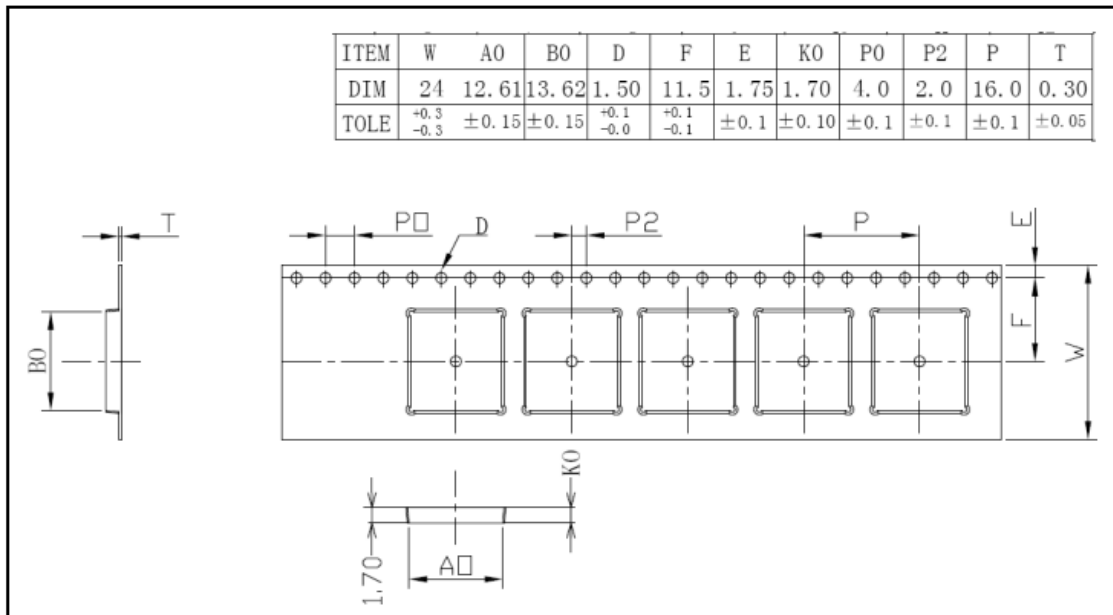 ITEM W A0 B0 D F E K0 P0 P2 P T
DIM 24 12.61 13.62 1.50 11.5 1.75 1.70 4.0 2.0 16.0 0.30
TOLE +0.3 -0.3 ±0.15 ±0.15 +0.1 -0.0 +0.1 -0.1 ±0.1 ±0.10 ±0.1 ±0.1 ±0.1 ±0.05
T
P0
D
P2
P
E
B0
F
W
K0
1.70
A0